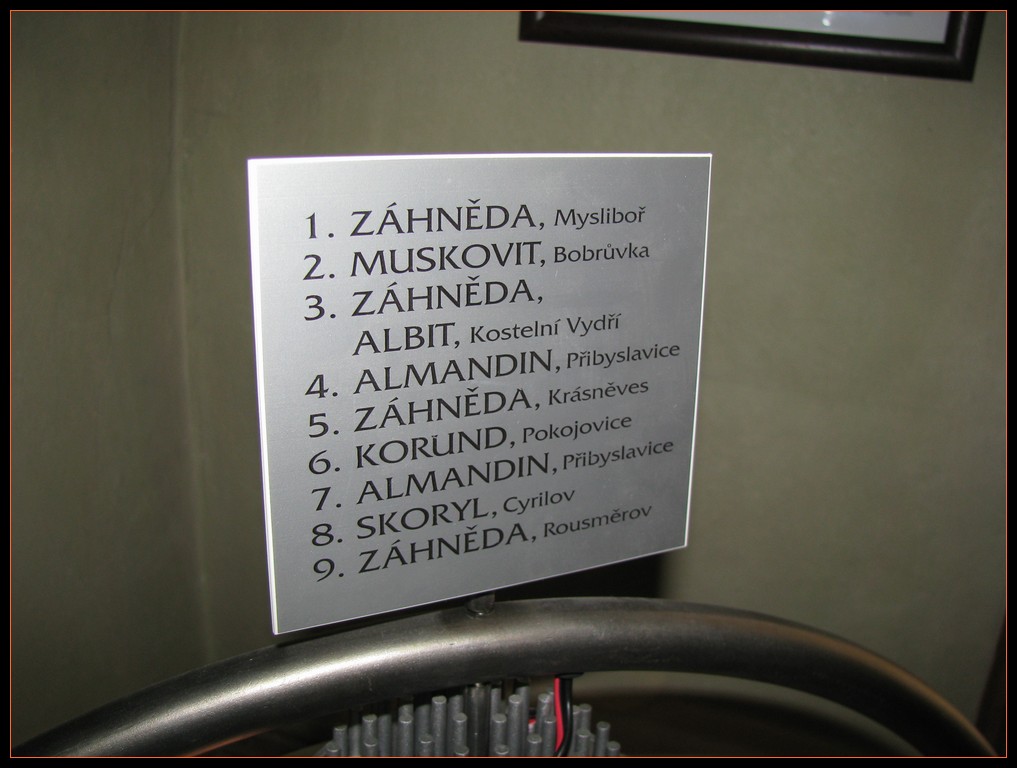 1. ZÁHNĚDA, Mysliboř
2. MUSKOVIT, Bobrůvka
3. ZÁHNĚDA,
ALBIT, Kostelní Vydří
4. ALMANDIN, Přibyslavice
5. ZÁHNĚDA, Krásněves
6. KORUND, Pokojovice
7. ALMANDIN, Přibyslavice
8. SKORYL, Cyrilov
9. ZÁHNĚDA, Rousměrov